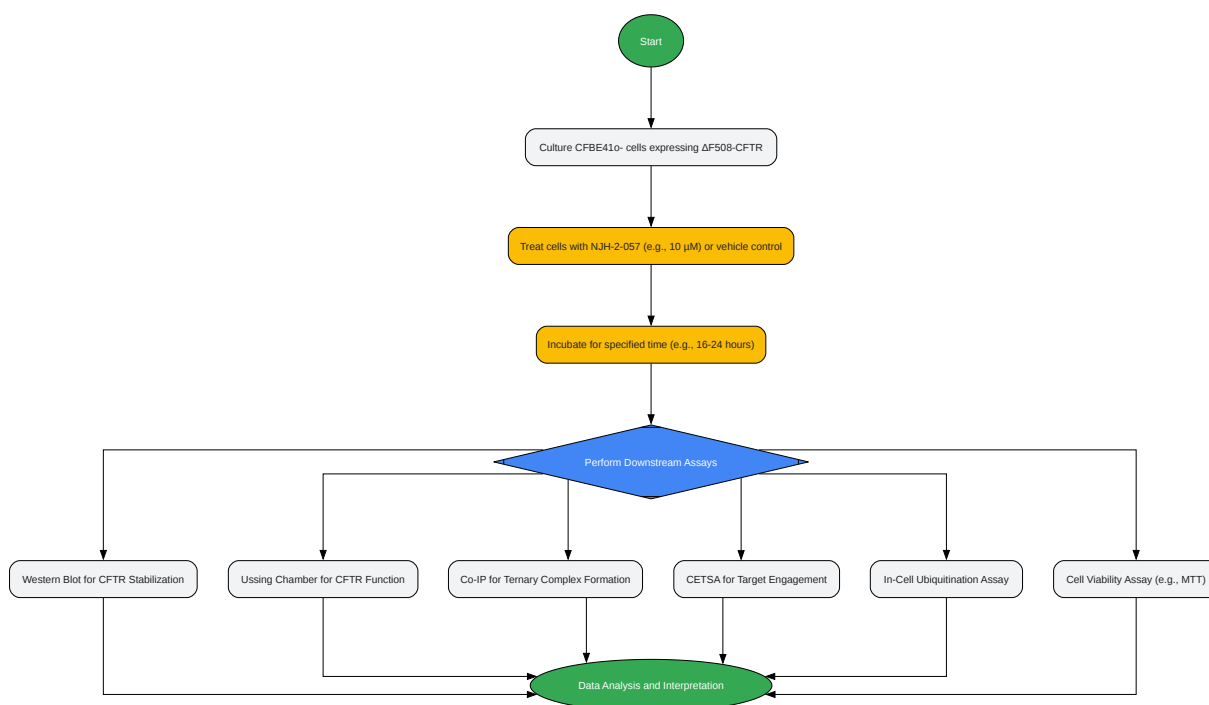 Start
Culture CFBE41o- cells expressing ΔF508-CFTR
Treat cells with NJH-2-057 (e.g., 10 µM) or vehicle control
Incubate for specified time (e.g., 16-24 hours)
Perform Downstream Assays
Western Blot for CFTR Stabilization
Ussing Chamber for CFTR Function
Co-IP for Ternary Complex Formation
CETSA for Target Engagement
In-Cell Ubiquitination Assay
Cell Viability Assay (e.g., MTT)
Data Analysis and Interpretation